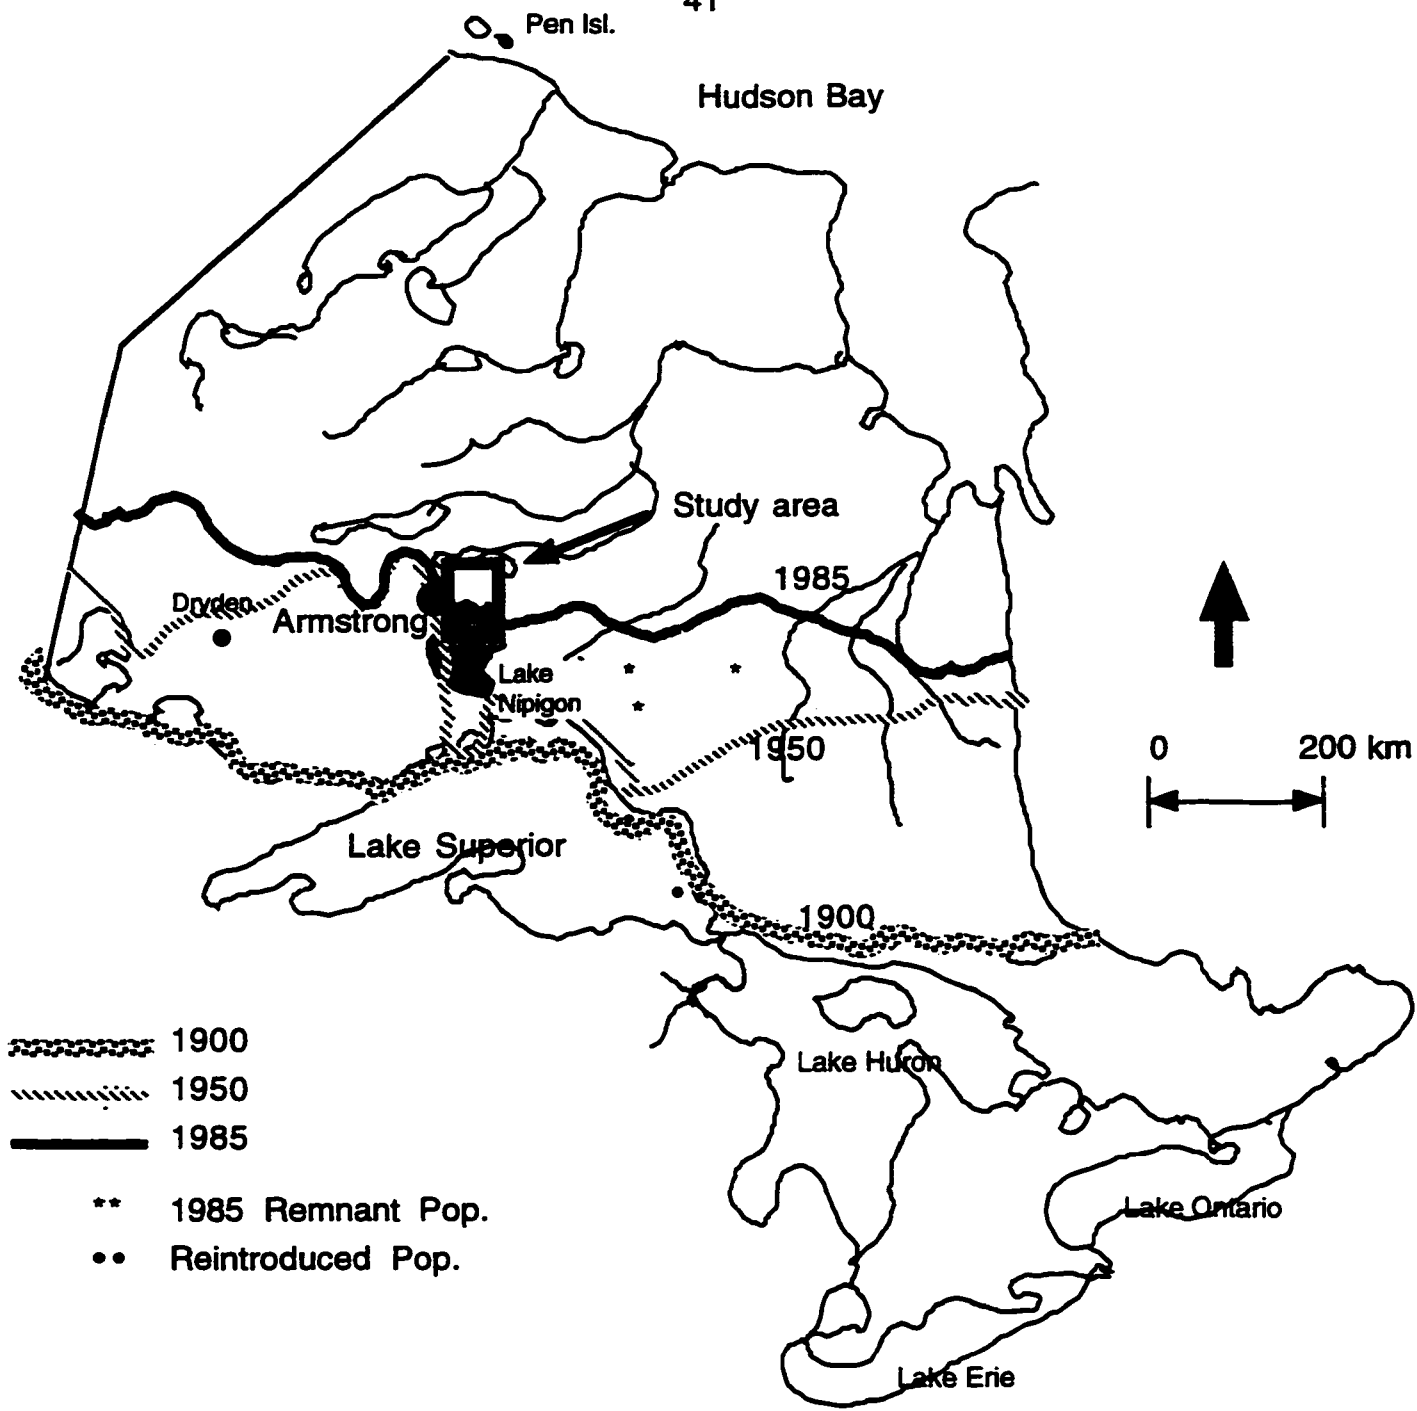 41
Pen Isl.
Hudson Bay
Study area
1985
Dryden
Armstrong
Lake
Nipigon
1950
0 200 km
Lake Superior
1900
1900
1950
1985
** 1985 Remnant Pop.
•• Reintroduced Pop.
Lake Huron
Lake Ontario
Lake Erie